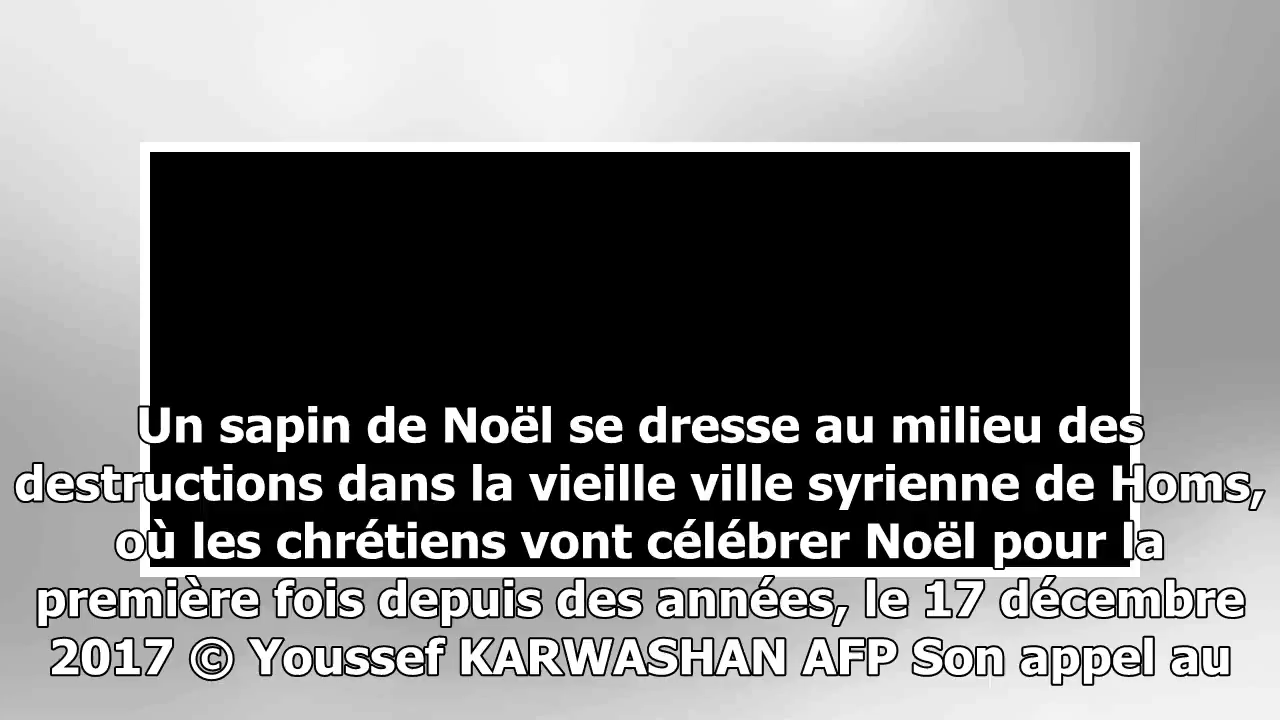 Un sapin de Noël se dresse au milieu des
destructions dans la vieille ville syrienne de Homs,
où les chrétiens vont célébrer Noël pour la
première fois depuis des années, le 17 décembre
2017 © Youssef KARWASHAN AFP Son appel au